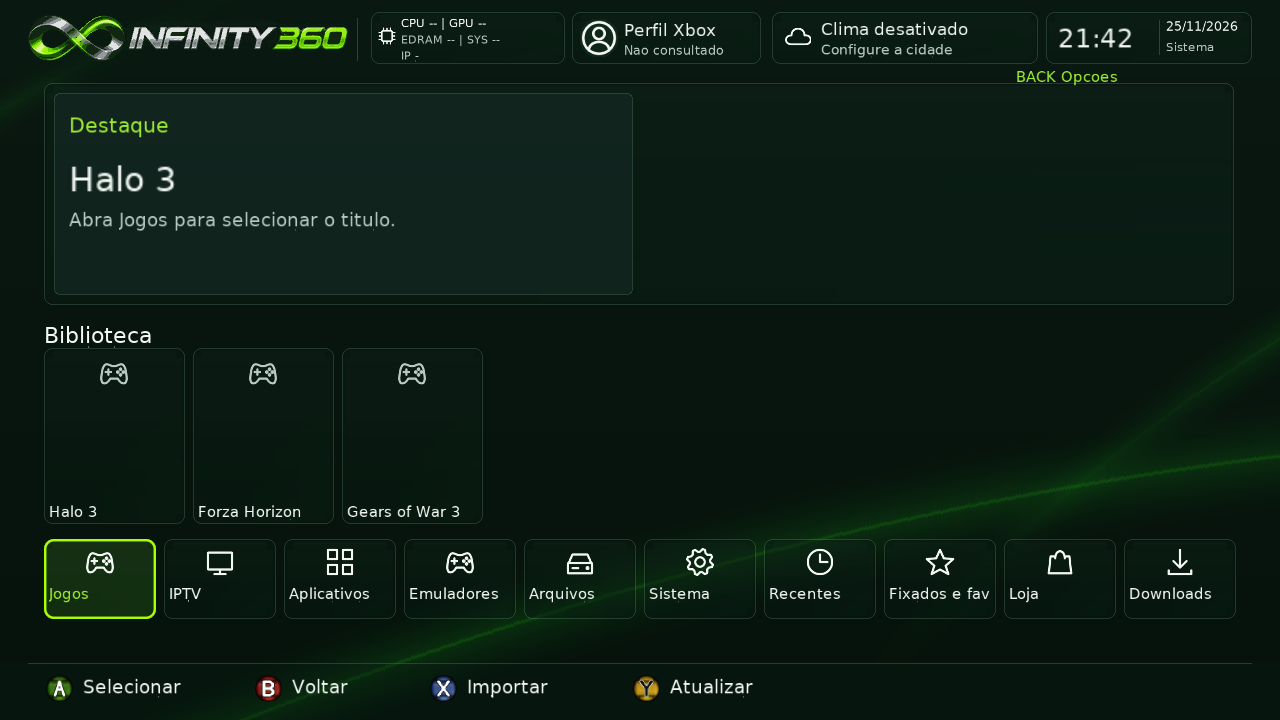 INFINITY 360
CPU -- | GPU --
EDRAM -- | SYS --
IP -
Perfil Xbox
Nao consultado
Clima desativado
Configure a cidade
21:42
25/11/2026
Sistema
BACK Opcoes
Destaque
Halo 3
Abra Jogos para selecionar o titulo.
Biblioteca
Halo 3
Forza Horizon
Gears of War 3
Jogos
IPTV
Aplicativos
Emuladores
Arquivos
Sistema
Recentes
Fixados e fav
Loja
Downloads
A Selecionar
B Voltar
X Importar
Y Atualizar